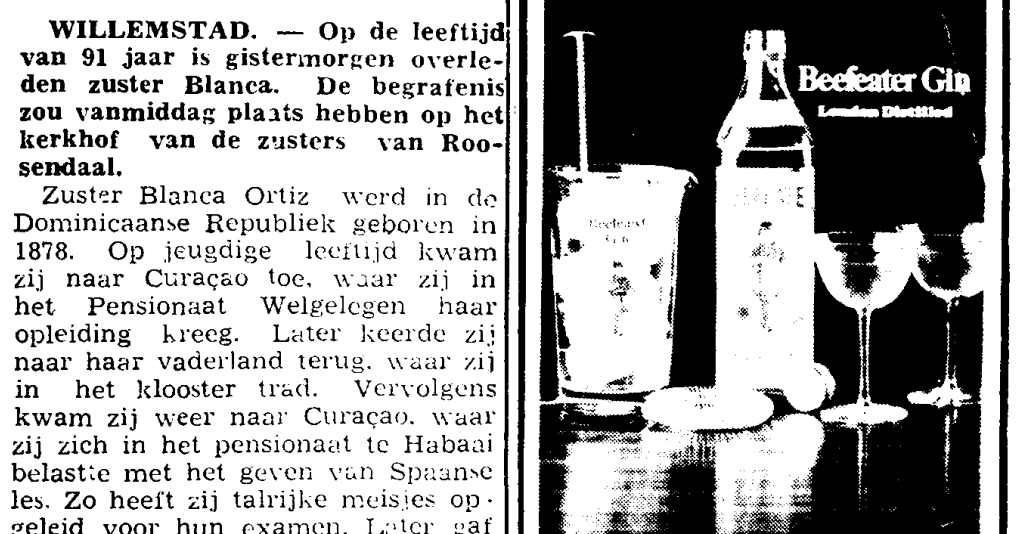 WILLEMSTAD. — Op de leeftijd
van 91 jaar is gistermorgen overle-
den zuster Blanca. De begrafenis
zou vanmiddag plaats hebben op het
kerkhof van de zusters van Roo-
sendaal.
Zuster Blanca Ortiz werd in de
Dominicaanse Republiek geboren in
1878. Op jeugdige leeftijd kwam
zij naar Curaçao toe, waar zij in
het Pensionaat Welgelegen haar
opleiding kreeg. Later keerde zij
naar haar vaderland terug, waar zij
in het klooster trad. Vervolgens
kwam zij weer naar Curaçao, waar
zij zich in het pensionaat te Habaai
belastte met het geven van Spaanse
les. Zo heeft zij talrijke meisjes op-
geleid voor hun examen. Later gaf
Beefeater Gin
London Distilled
Beefeater
Gin